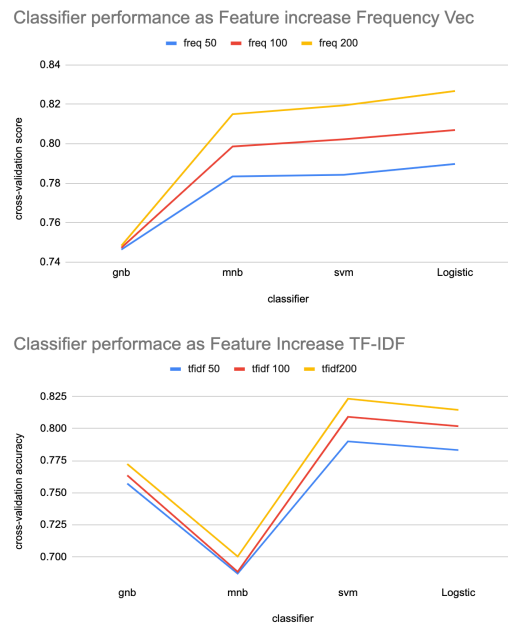 Classifier performance as Feature increase Frequency Vec
freq 50 freq 100 freq 200
0.84
0.82
0.80
0.78
0.76
0.74
cross-validation score
gnb mnb svm Logistic
classifier
Classifier performace as Feature Increase TF-IDF
tfidf 50 tfidf 100 tfidf200
0.825
0.800
0.775
0.750
0.725
0.700
cross-validation accuracy
gnb mnb svm Logstic
classifier